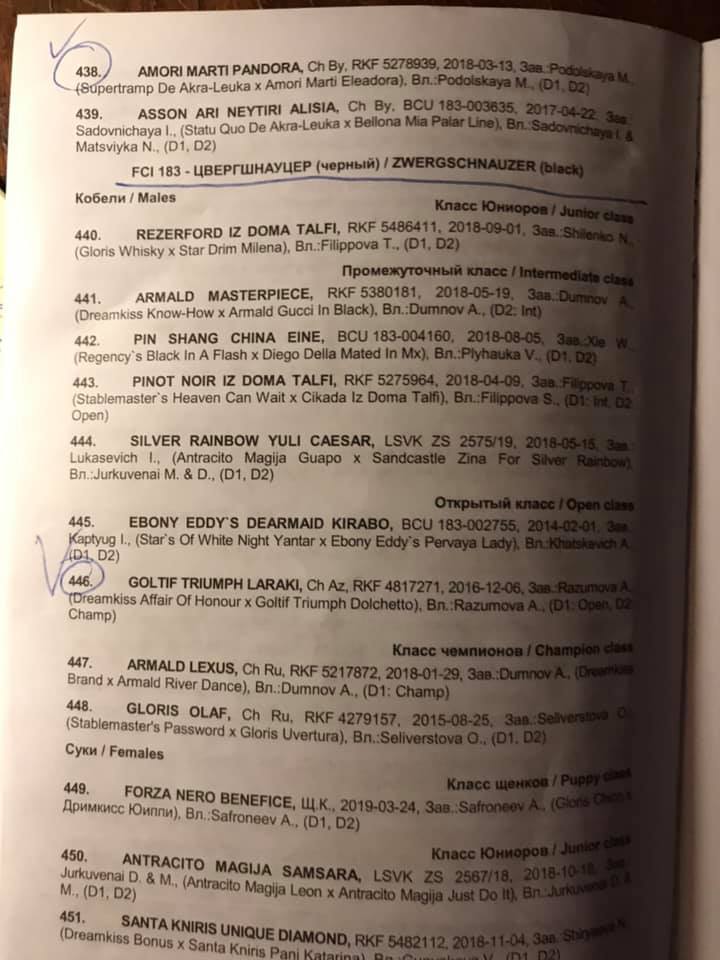 438. AMORI MARTI PANDORA, Ch By, RKF 5278939, 2018-03-13, Зав.:Podolskaya M.,
(Supertramp De Akra-Leuka x Amori Marti Eleadora), Вл.:Podolskaya M., (D1, D2)
439. ASSON ARI NEYTIRI ALISIA, Ch By, BCU 183-003635, 2017-04-22, Зав.:
Sadovnichaya I., (Statu Quo De Akra-Leuka x Bellona Mia Palar Line), Вл.:Sadovnichaya I. &
Matsviyka N., (D1, D2)
FCI 183 - ЦВЕРГШНАУЦЕР (черный) / ZWERGSCHNAUZER (black)
Кобели / Males
Класс Юниоров / Junior class
440. REZERFORD IZ DOMA TALFI, RKF 5486411, 2018-09-01, Зав.:Shilenko N.,
(Gloris Whisky x Star Drim Milena), Вл.:Filippova T., (D1, D2)
Промежуточный класс / Intermediate class
441. ARMALD MASTERPIECE, RKF 5380181, 2018-05-19, Зав.:Dumnov A.,
(Dreamkiss Know-How x Armald Gucci In Black), Вл.:Dumnov A., (D2: Int)
442. PIN SHANG CHINA EINE, BCU 183-004160, 2018-08-05, Зав.:Xie W.,
(Regency`s Black In A Flash x Diego Della Mated In Mx), Вл.:Plyhauka V., (D1, D2)
443. PINOT NOIR IZ DOMA TALFI, RKF 5275964, 2018-04-09, Зав.:Filippova T.,
(Stablemaster`s Heaven Can Wait x Cikada Iz Doma Talfi), Вл.:Filippova S., (D1: Int, D2:
Open)
444. SILVER RAINBOW YULI CAESAR, LSVK ZS 2575/19, 2018-05-15, Зав.:
Lukasevich I., (Antracito Magija Guapo x Sandcastle Zina For Silver Rainbow),
Вл.:Jurkuvenai M. & D., (D1, D2)
Открытый класс / Open class
445. EBONY EDDY`S DEARMAID KIRABO, BCU 183-002755, 2014-02-01, Зав.:
Kaptyug I., (Star`s Of White Night Yantar x Ebony Eddy`s Pervaya Lady), Вл.:Khatskevich A.,
(D1, D2)
446. GOLTIF TRIUMPH LARAKI, Ch Az, RKF 4817271, 2016-12-06, Зав.:Razumova A.,
(Dreamkiss Affair Of Honour x Goltif Triumph Dolchetto), Вл.:Razumova A., (D1: Open, D2:
Champ)
Класс чемпионов / Champion class
447. ARMALD LEXUS, Ch Ru, RKF 5217872, 2018-01-29, Зав.:Dumnov A., (Dreamkiss
Brand x Armald River Dance), Вл.:Dumnov A., (D1: Champ)
448. GLORIS OLAF, Ch Ru, RKF 4279157, 2015-08-25, Зав.:Seliverstova O.,
(Stablemaster's Password x Gloris Uvertura), Вл.:Seliverstova O., (D1, D2)
Суки / Females
Класс щенков / Puppy class
449. FORZA NERO BENEFICE, Щ.К., 2019-03-24, Зав.:Safroneev A., (Gloris Chico x
Дримкисс Юиппи), Вл.:Safroneev A., (D1, D2)
Класс Юниоров / Junior class
450. ANTRACITO MAGIJA SAMSARA, LSVK ZS 2567/18, 2018-10-18, Зав.:
Jurkuvenai D. & M., (Antracito Magija Leon x Antracito Magija Just Do It), Вл.:Jurkuvenai D. &
M., (D1, D2)
451. SANTA KNIRIS UNIQUE DIAMOND, RKF 5482112, 2018-11-04, Зав.:Shiryaeva N.,
(Dreamkiss Bonus x Santa Kniris Pani Katarina), (D1, D2)